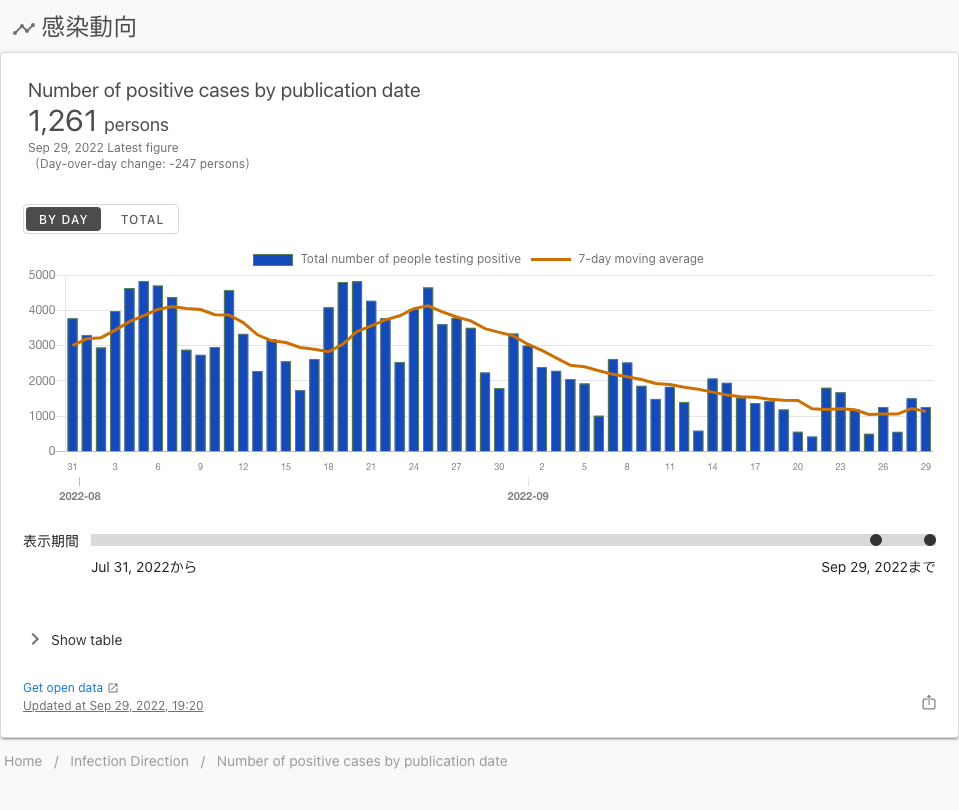 感染動向
Number of positive cases by publication date
1,261 persons
Sep 29, 2022 Latest figure
(Day-over-day change: -247 persons)
BY DAY TOTAL
Total number of people testing positive 7-day moving average
5000
4000
3000
2000
1000
0
31 3 6 9 12 15 18 21 24 27 30 2 5 8 11 14 17 20 23 26 29
2022-08 2022-09
表示期間
Jul 31, 2022から Sep 29, 2022まで
Show table
Get open data
Updated at Sep 29, 2022, 19:20
Home / Infection Direction / Number of positive cases by publication date